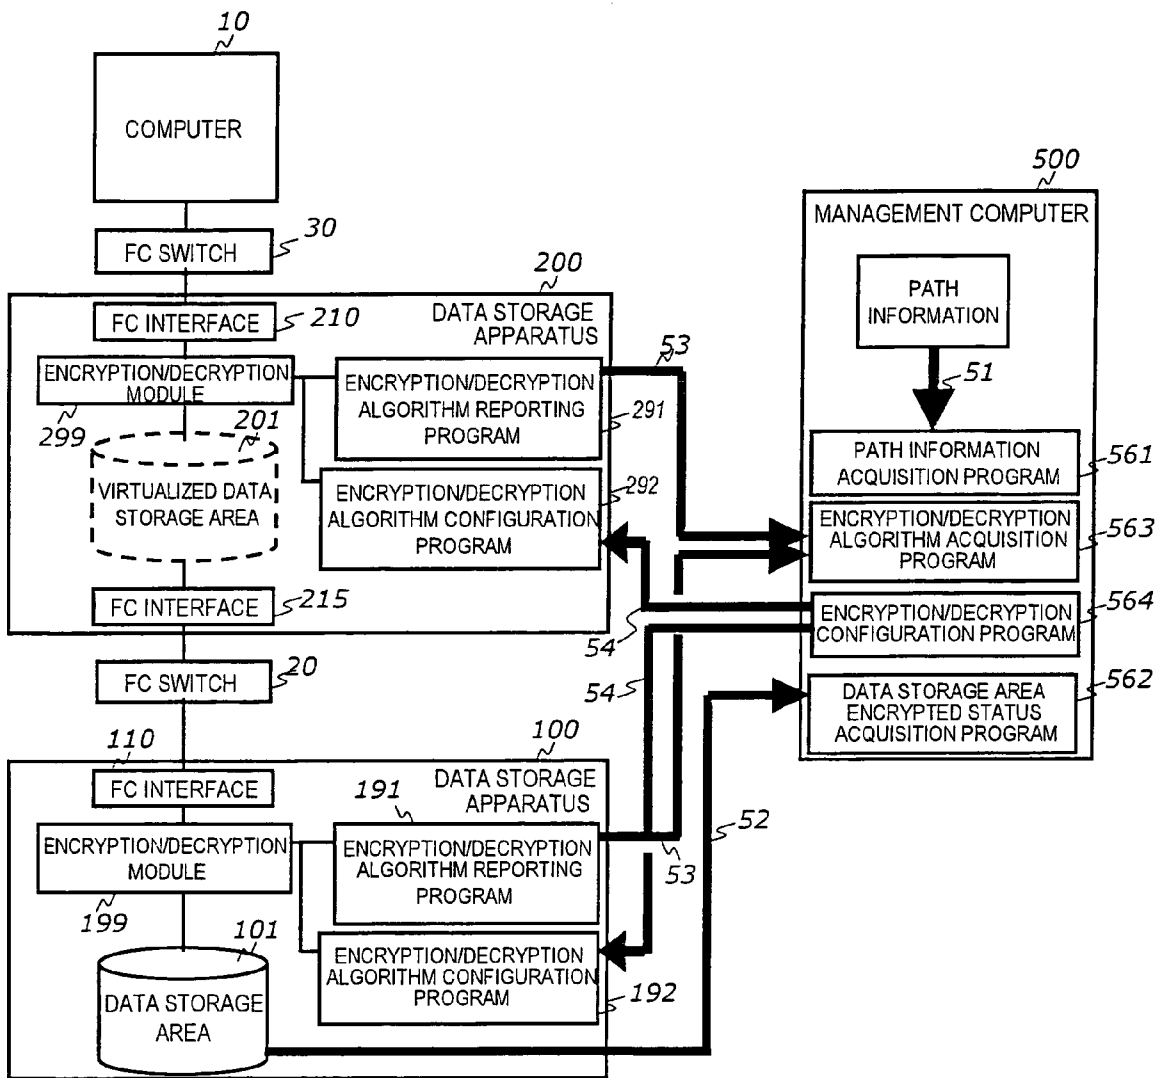 10
COMPUTER
30
FC SWITCH
200
DATA STORAGE
APPARATUS
FC INTERFACE
210
ENCRYPTION/DECRYPTION
MODULE
299
201
VIRTUALIZED DATA
STORAGE AREA
ENCRYPTION/DECRYPTION
ALGORITHM REPORTING
PROGRAM
291
ENCRYPTION/DECRYPTION
ALGORITHM CONFIGURATION
PROGRAM
292
FC INTERFACE
215
FC SWITCH
20
53
54
54
53
52
500
MANAGEMENT COMPUTER
PATH
INFORMATION
51
PATH INFORMATION
ACQUISITION PROGRAM
561
ENCRYPTION/DECRYPTION
ALGORITHM ACQUISITION
PROGRAM
563
ENCRYPTION/DECRYPTION
CONFIGURATION PROGRAM
564
DATA STORAGE AREA
ENCRYPTED STATUS
ACQUISITION PROGRAM
562
110
100
DATA STORAGE
APPARATUS
FC INTERFACE
ENCRYPTION/DECRYPTION
MODULE
199
191
ENCRYPTION/DECRYPTION
ALGORITHM REPORTING
PROGRAM
ENCRYPTION/DECRYPTION
ALGORITHM CONFIGURATION
PROGRAM
192
101
DATA STORAGE
AREA